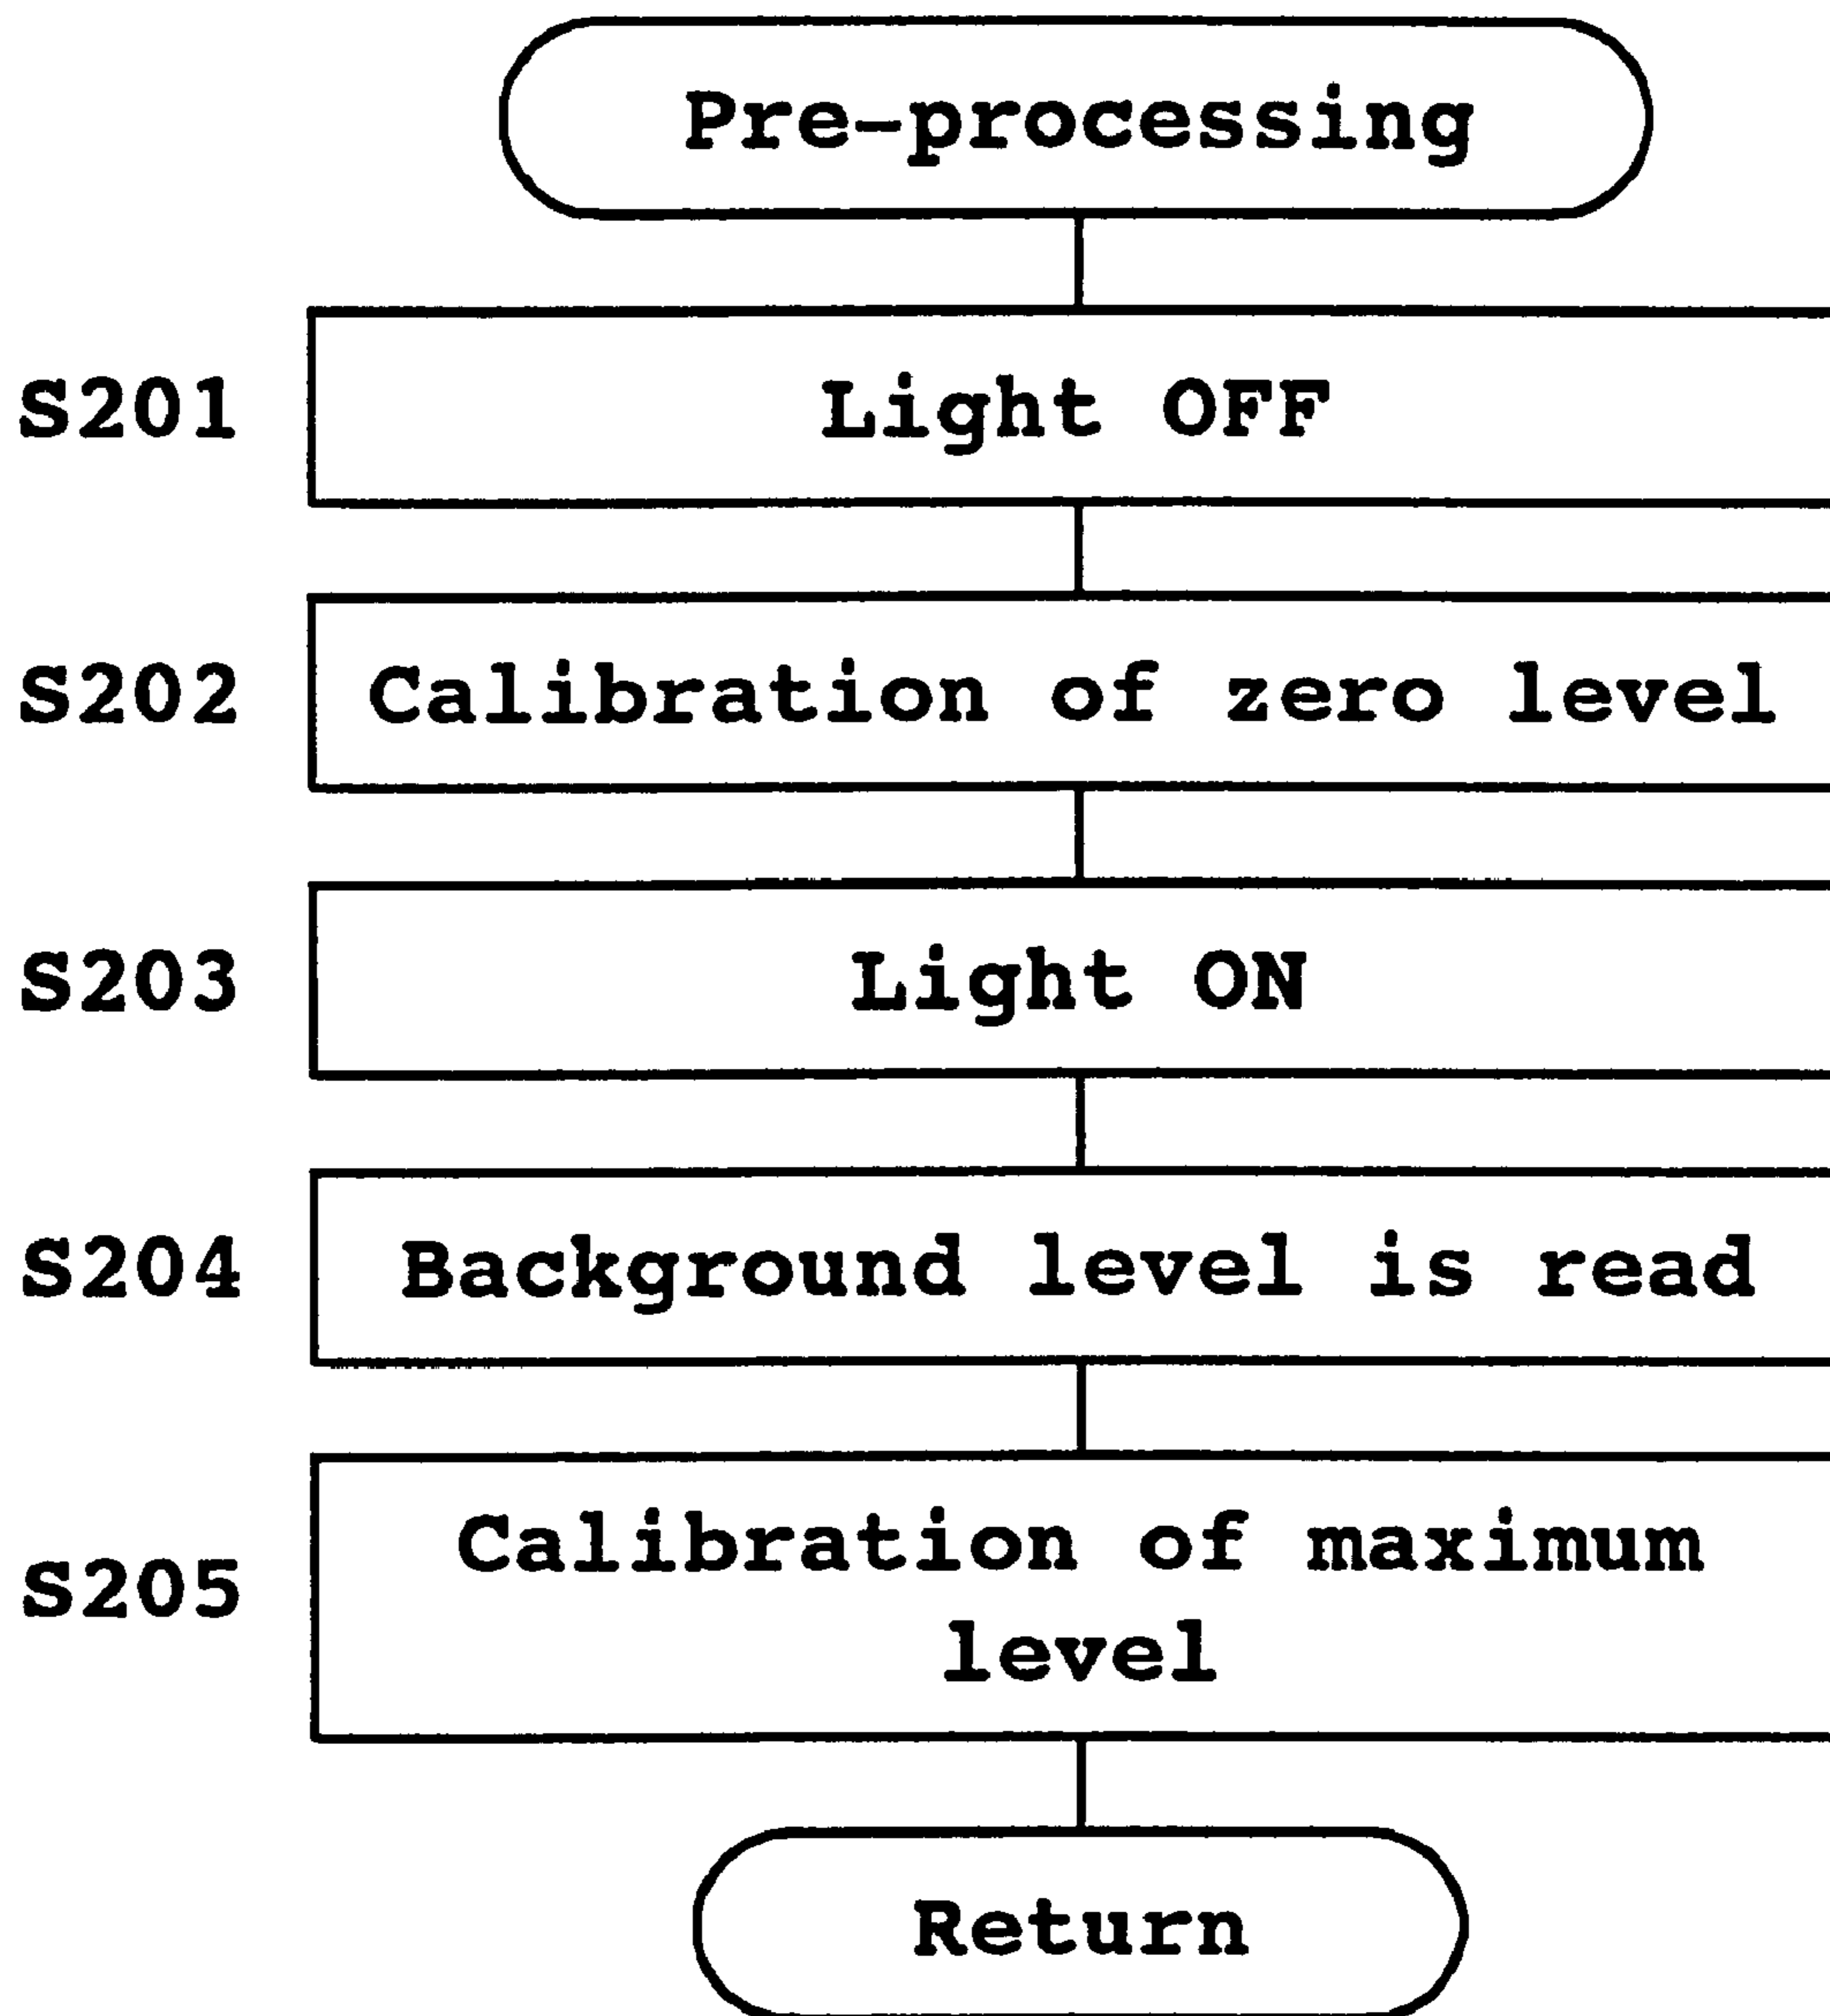 Pre-processing
S201 Light OFF
S202 Calibration of zero level
S203 Light ON
S204 Background level is read
S205 Calibration of maximum
level
Return